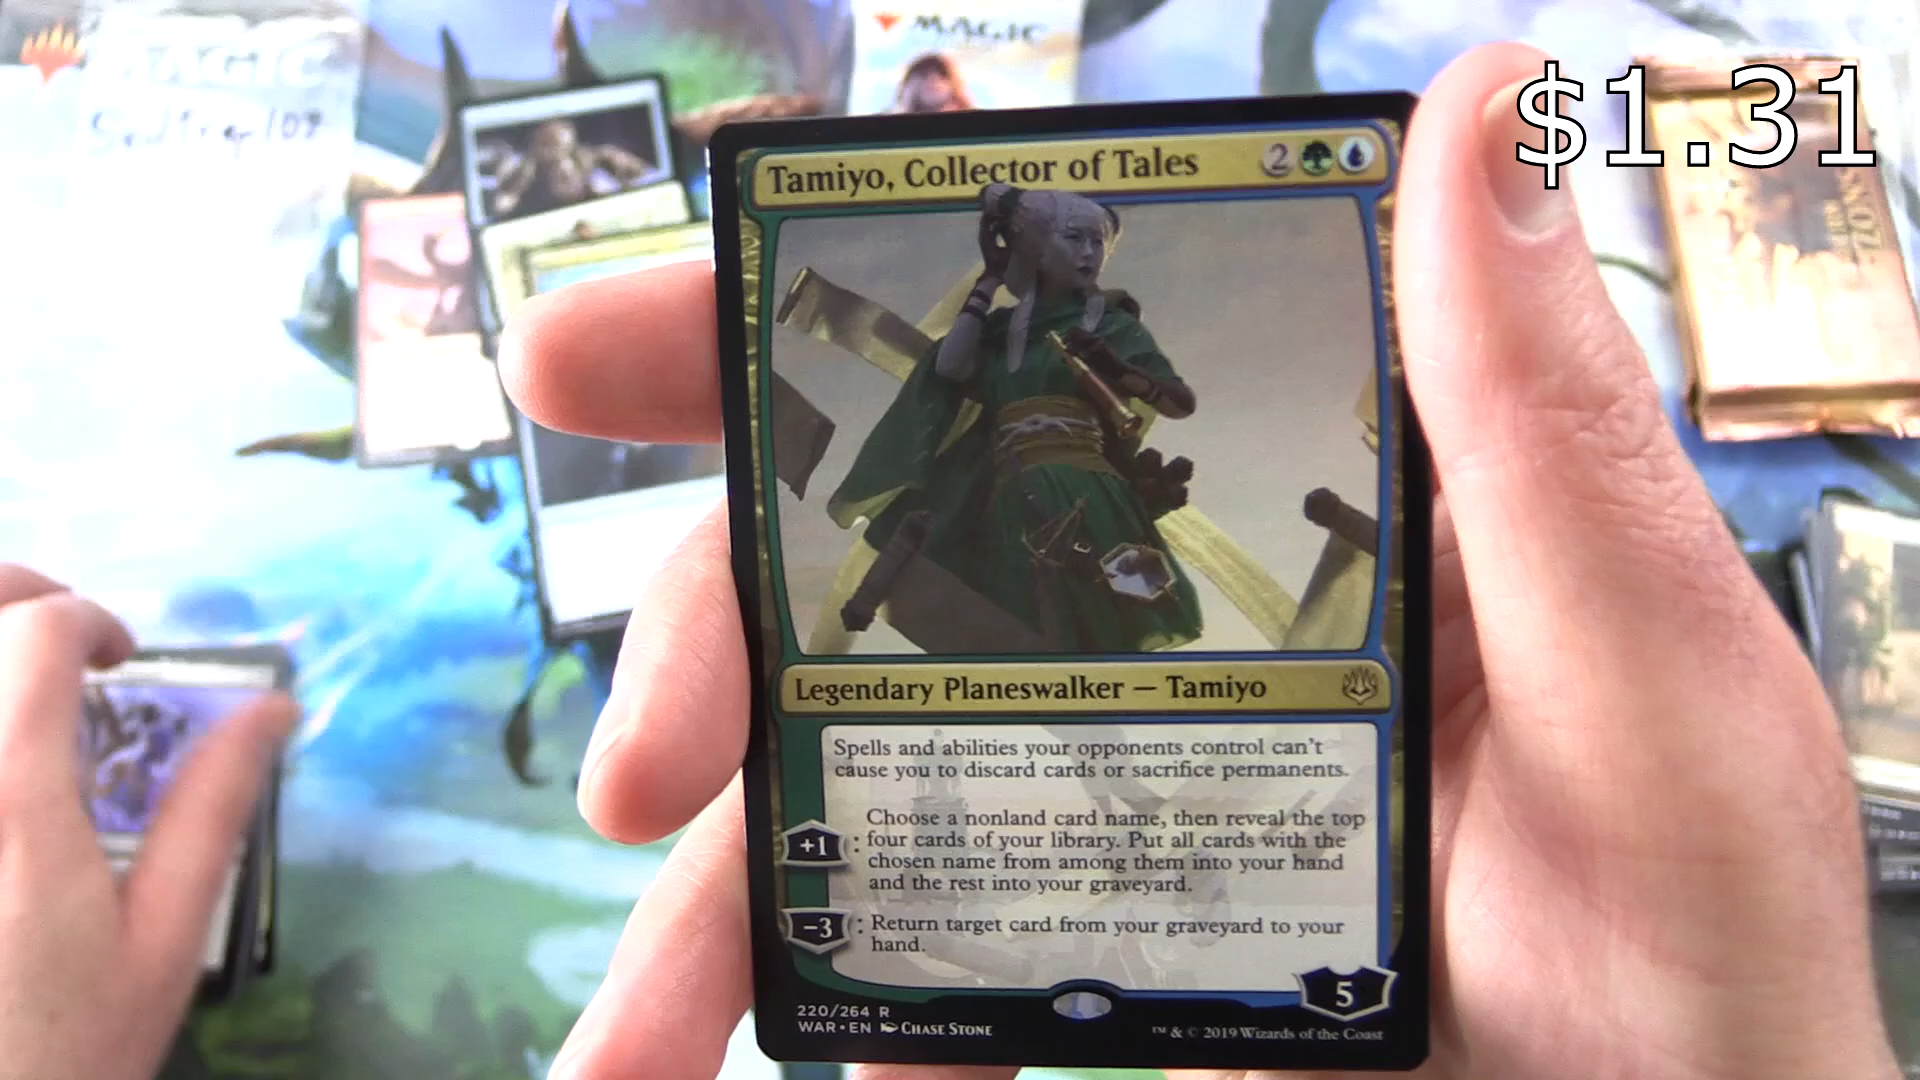 MAGIC
MAGIC
$1.31
Tamiyo, Collector of Tales 2
Legendary Planeswalker — Tamiyo
Spells and abilities your opponents control can't
cause you to discard cards or sacrifice permanents.
Choose a nonland card name, then reveal the top
+1 : four cards of your library. Put all cards with the
chosen name from among them into your hand
and the rest into your graveyard.
−3 : Return target card from your graveyard to your
hand.
5
220/264 R
WAR • EN CHASE STONE
™ & © 2019 Wizards of the Coast